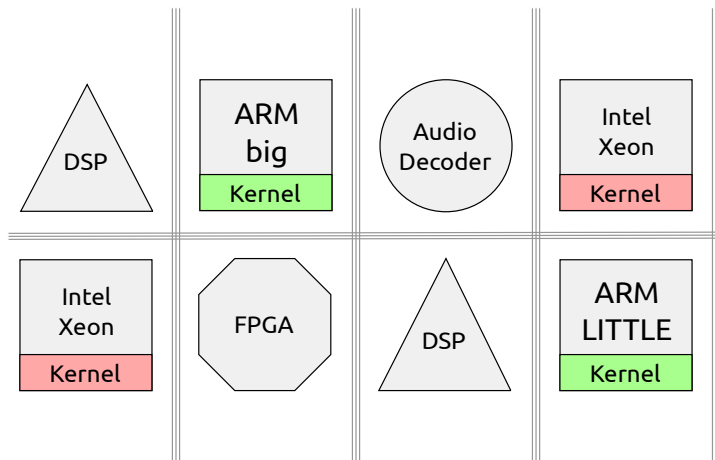 DSP
ARM
big
Kernel
Audio
Decoder
Intel
Xeon
Kernel
Intel
Xeon
Kernel
FPGA
DSP
ARM
LITTLE
Kernel